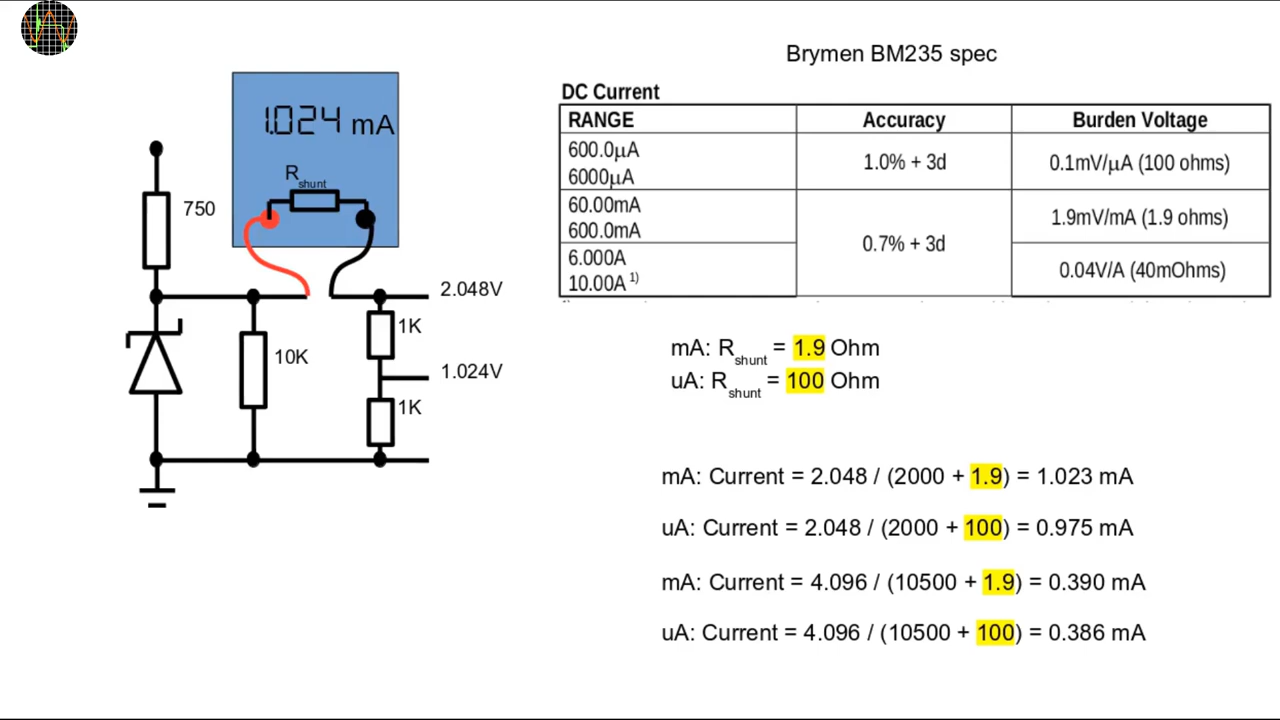 Brymen BM235 spec
1.024 mA
R shunt
750
10K
2.048V
1K
1.024V
1K
DC Current
RANGE Accuracy Burden Voltage
600.0µA
6000µA
1.0% + 3d
0.1mV/µA (100 ohms)
60.00mA
600.0mA
1.9mV/mA (1.9 ohms)
0.7% + 3d
6.000A
10.00A 1)
0.04V/A (40mOhms)
mA: Rshunt = 1.9 Ohm
uA: Rshunt = 100 Ohm
mA: Current = 2.048 / (2000 + 1.9) = 1.023 mA
uA: Current = 2.048 / (2000 + 100) = 0.975 mA
mA: Current = 4.096 / (10500 + 1.9) = 0.390 mA
uA: Current = 4.096 / (10500 + 100) = 0.386 mA